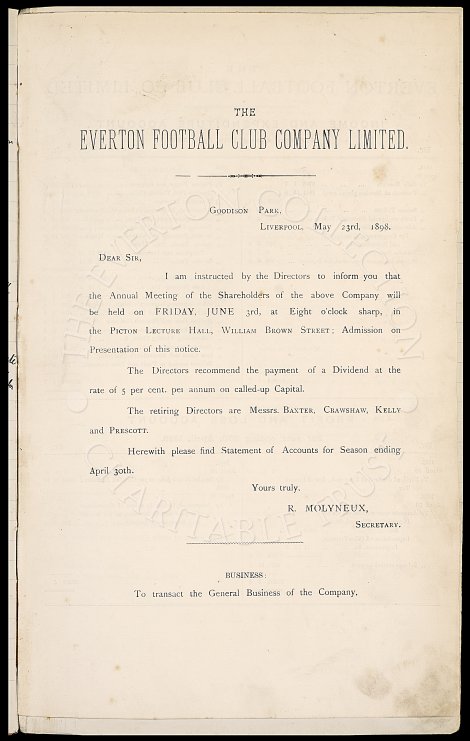 THE
EVERTON FOOTBALL CLUB COMPANY LIMITED.
GOODISON PARK,
LIVERPOOL, May 23rd, 1898.
DEAR SIR,
I am instructed by the Directors to inform you that
the Annual Meeting of the Shareholders of the above Company will
be held on FRIDAY, JUNE 3rd, at Eight o'clock sharp, in
the PICTON LECTURE HALL, WILLIAM BROWN STREET; Admission on
Presentation of this notice.
The Directors recommend the payment of a Dividend at the
rate of 5 per cent. per annum on called-up Capital.
The retiring Directors are Messrs. BAXTER, CRAWSHAW, KELLY
and PRESCOTT.
Herewith please find Statement of Accounts for Season ending
April 30th.
Yours truly,
R. MOLYNEUX,
SECRETARY.
BUSINESS:
To transact the General Business of the Company.
THE EVERTON COLLECTION
CHARITABLE TRUST